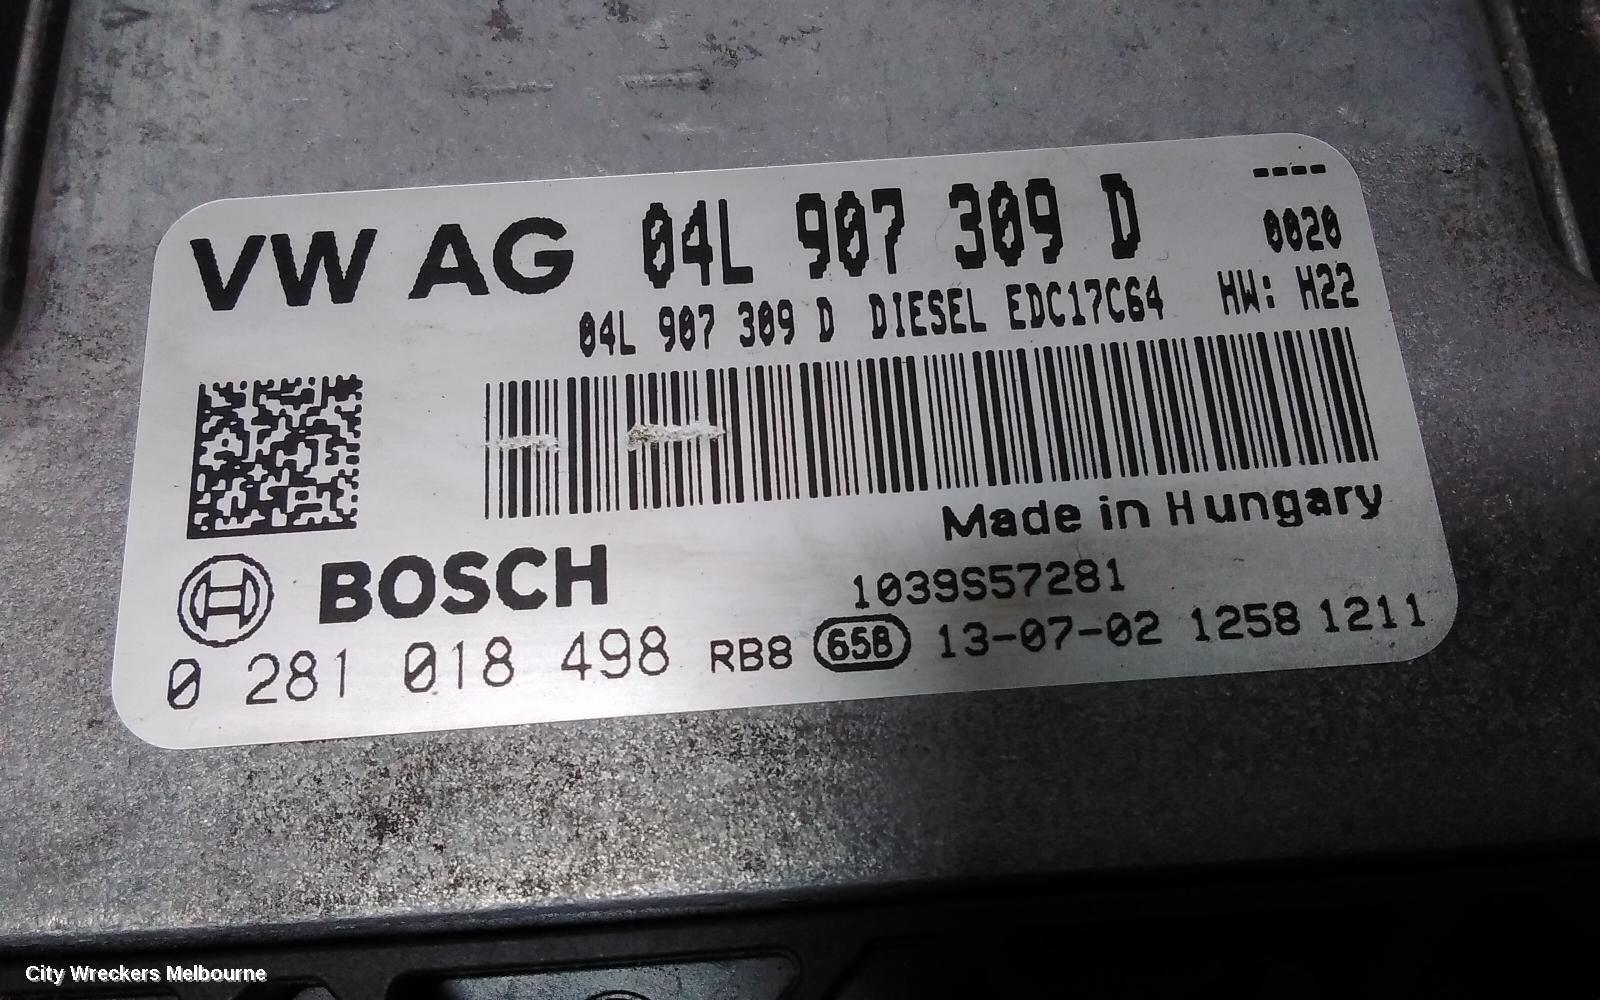 VW AG 04L 907 309 D ----
0020
04L 907 309 D DIESEL EDC17C64 HW: H22
Made in Hungary
BOSCH 1039S57281
0 281 018 498 RB8 65B 13-07-02 1258 1211
City Wreckers Melbourne